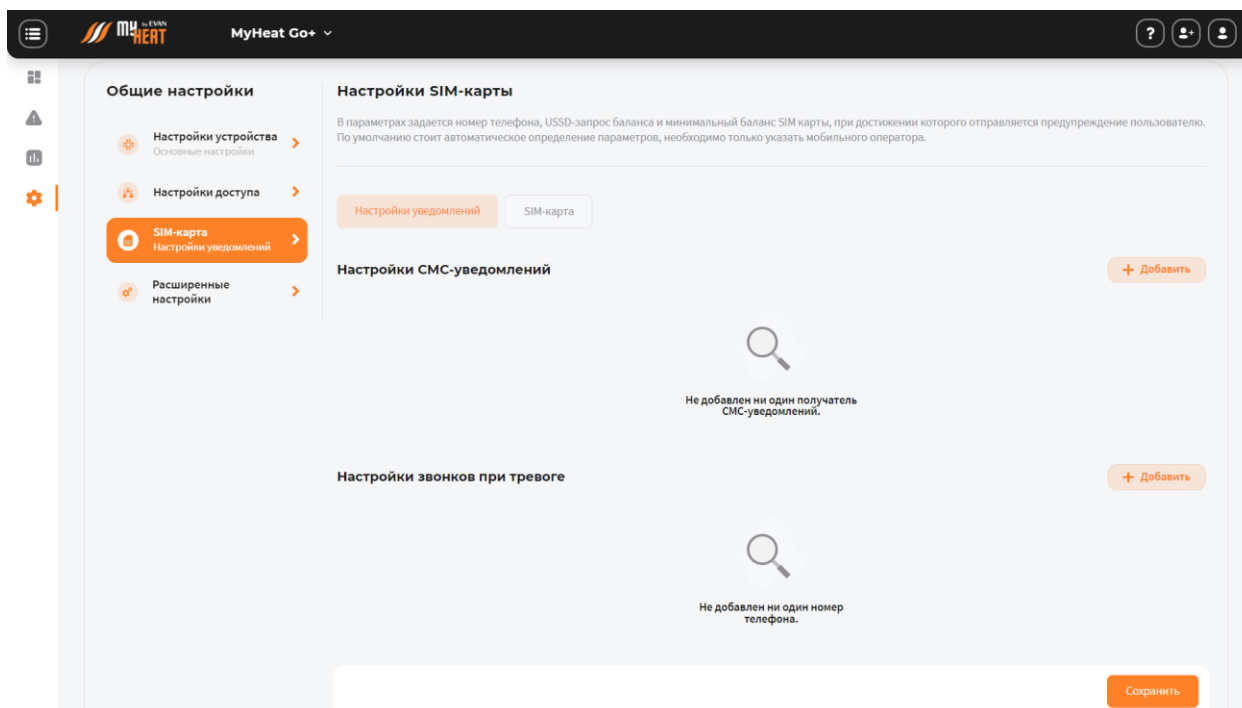 by EVAN
MYHEAT
MyHeat Go+
Общие настройки
Настройки устройства
Основные настройки
Настройки доступа
SIM-карта
Настройки уведомлений
Расширенные
настройки
Настройки SIM-карты
В параметрах задается номер телефона, USSD-запрос баланса и минимальный баланс SIM карты, при достижении которого отправляется предупреждение пользователю.
По умолчанию стоит автоматическое определение параметров, необходимо только указать мобильного оператора.
Настройки уведомлений
SIM-карта
Настройки СМС-уведомлений
+ Добавить
Не добавлен ни один получатель
СМС-уведомлений.
Настройки звонков при тревоге
+ Добавить
Не добавлен ни один номер
телефона.
Сохранить